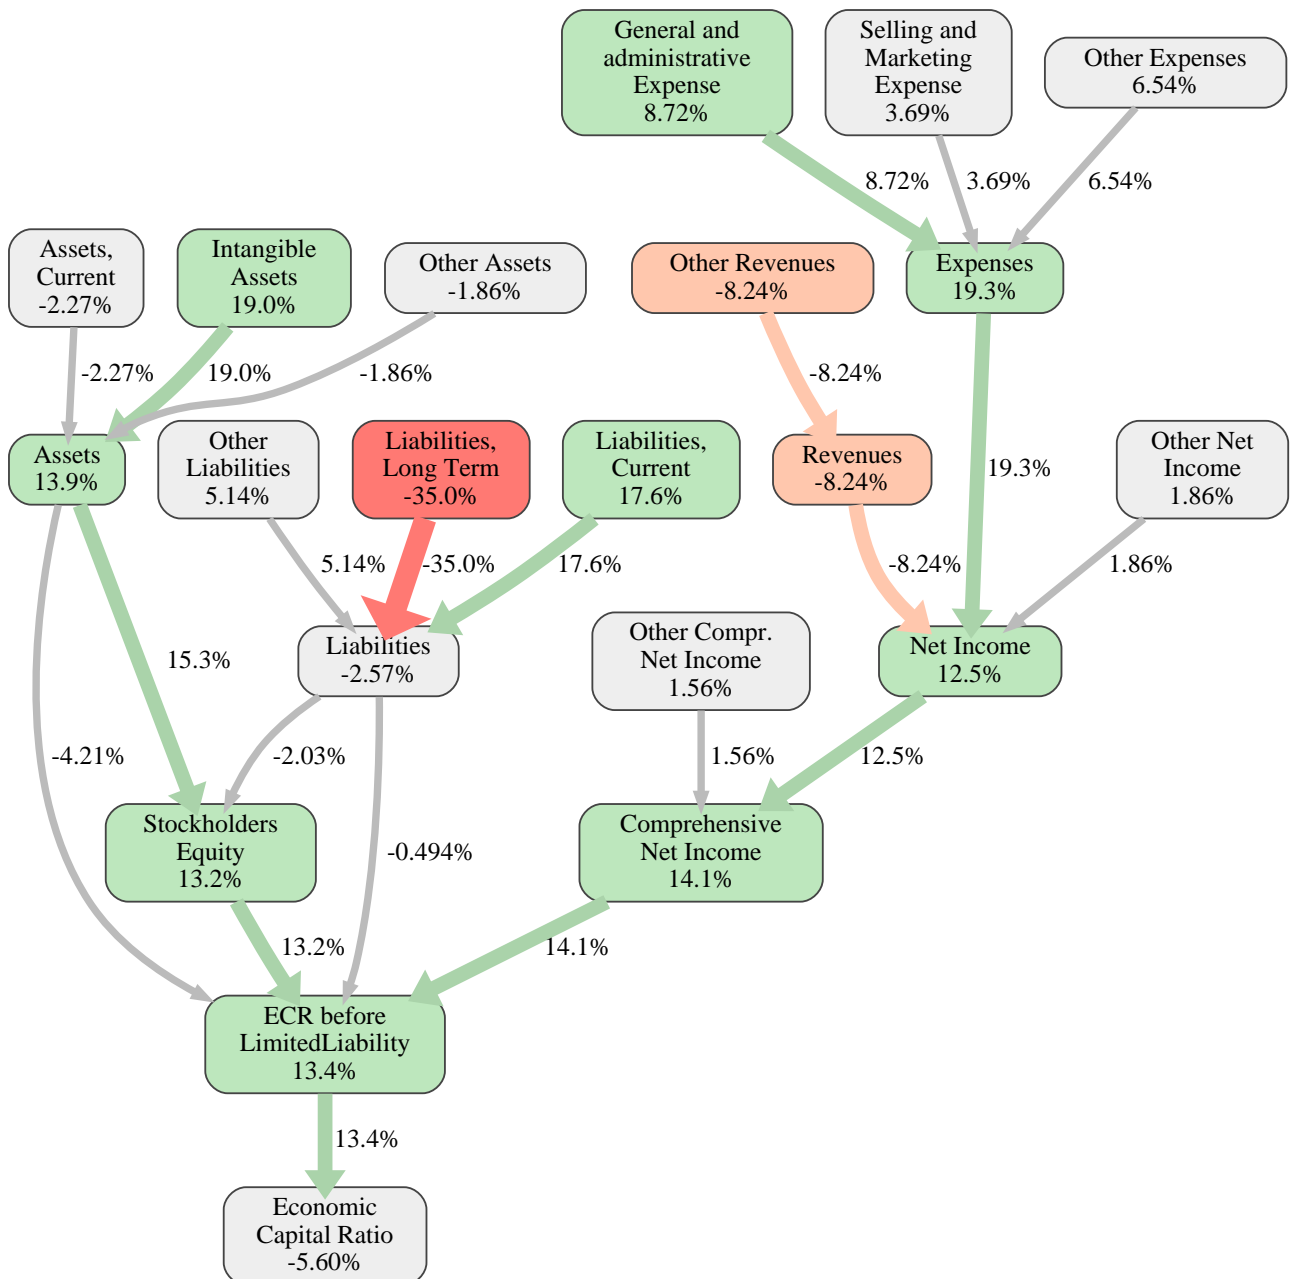 General and
administrative
Expense
8.72%
Selling and
Marketing
Expense
3.69%
Other Expenses
6.54%
8.72%
3.69%
6.54%
Assets,
Current
-2.27%
Intangible
Assets
19.0%
Other Assets
-1.86%
Other Revenues
-8.24%
Expenses
19.3%
-2.27%
19.0%
-1.86%
-8.24%
19.3%
Assets
13.9%
Other
Liabilities
5.14%
Liabilities,
Long Term
-35.0%
Liabilities,
Current
17.6%
Revenues
-8.24%
Other Net
Income
1.86%
5.14%
-35.0%
17.6%
-8.24%
1.86%
15.3%
Liabilities
-2.57%
Other Compr.
Net Income
1.56%
Net Income
12.5%
-4.21%
-2.03%
-0.494%
1.56%
12.5%
Stockholders
Equity
13.2%
Comprehensive
Net Income
14.1%
13.2%
14.1%
ECR before
LimitedLiability
13.4%
13.4%
Economic
Capital Ratio
-5.60%